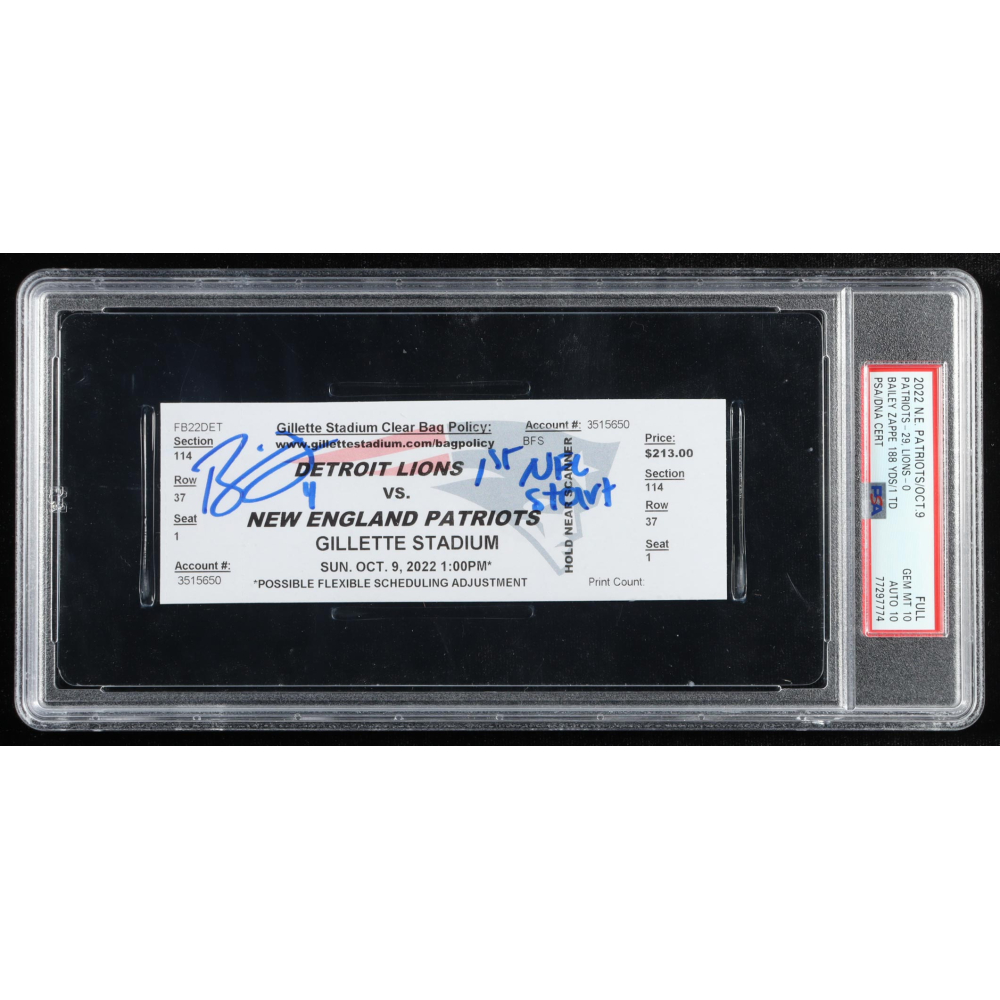 FB22DET
Section
114
Row
37
Seat
1
Account #:
3515650
Gillette Stadium Clear Bag Policy:
www.gillettestadium.com/bagpolicy
DETROIT LIONS
VS.
NEW ENGLAND PATRIOTS
GILLETTE STADIUM
SUN. OCT. 9, 2022 1:00PM*
*POSSIBLE FLEXIBLE SCHEDULING ADJUSTMENT
4
1ST NFL
Start
Account #: 3515650
BFS
HOLD NEAR SCANNER
Price:
$213.00
Section
114
Row
37
Seat
1
Print Count:
2022 N.E. PATRIOTS/OCT.9 FULL
PATRIOTS-29, LIONS-0 GEM MT 10
BAILEY ZAPPE 188 YDS/1 TD AUTO 10
PSA/DNA CERT 77297774
PSA